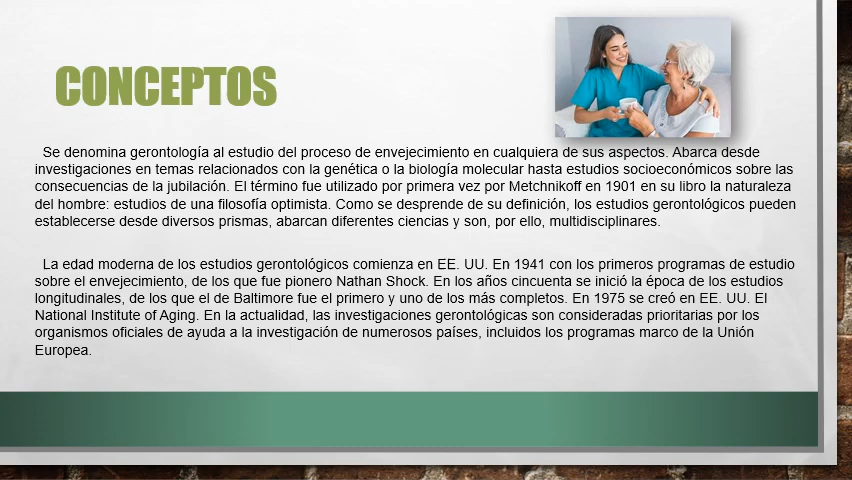 CONCEPTOS
Se denomina gerontología al estudio del proceso de envejecimiento en cualquiera de sus aspectos. Abarca desde
investigaciones en temas relacionados con la genética o la biología molecular hasta estudios socioeconómicos sobre las
consecuencias de la jubilación. El término fue utilizado por primera vez por Metchnikoff en 1901 en su libro la naturaleza
del hombre: estudios de una filosofía optimista. Como se desprende de su definición, los estudios gerontológicos pueden
establecerse desde diversos prismas, abarcan diferentes ciencias y son, por ello, multidisciplinares.
La edad moderna de los estudios gerontológicos comienza en EE. UU. En 1941 con los primeros programas de estudio
sobre el envejecimiento, de los que fue pionero Nathan Shock. En los años cincuenta se inició la época de los estudios
longitudinales, de los que el de Baltimore fue el primero y uno de los más completos. En 1975 se creó en EE. UU. El
National Institute of Aging. En la actualidad, las investigaciones gerontológicas son consideradas prioritarias por los
organismos oficiales de ayuda a la investigación de numerosos países, incluidos los programas marco de la Unión
Europea.